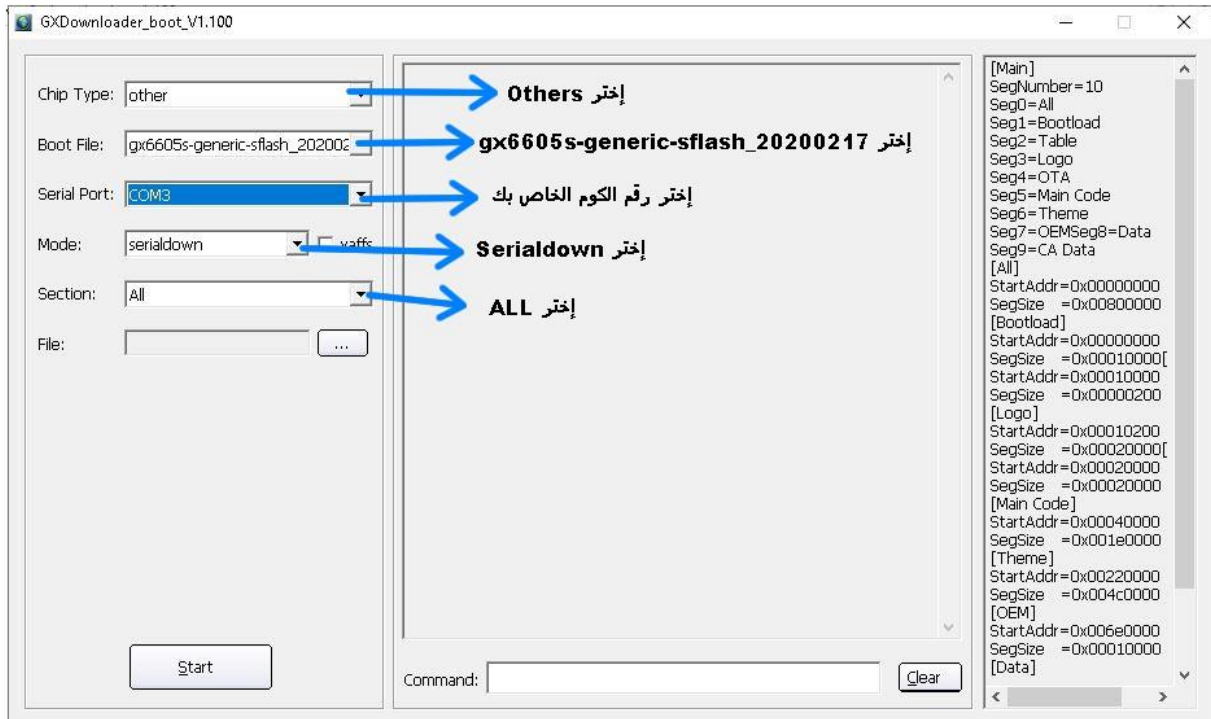 GXDownloader_boot_V1.100
Chip Type: other
إختر Others
Boot File: gx6605s-generic-sflash_202002
إختر gx6605s-generic-sflash_20200217
Serial Port: COM3
إختر رقم الكوم الخاص بك
Mode: serialdown yaffs
إختر Serialdown
Section: All
إختر ALL
File: ...
Start
Command: Clear
[Main]
SegNumber=10
Seg0=All
Seg1=Bootload
Seg2=Table
Seg3=Logo
Seg4=OTA
Seg5=Main Code
Seg6=Theme
Seg7=OEMSeg8=Data
Seg9=CA Data
[All]
StartAddr=0x00000000
SegSize =0x00800000
[Bootload]
StartAddr=0x00000000
SegSize =0x00010000[
StartAddr=0x00010000
SegSize =0x00000200
[Logo]
StartAddr=0x00010200
SegSize =0x00020000[
StartAddr=0x00020000
SegSize =0x00020000
[Main Code]
StartAddr=0x00040000
SegSize =0x001e0000
[Theme]
StartAddr=0x00220000
SegSize =0x004c0000
[OEM]
StartAddr=0x006e0000
SegSize =0x00010000
[Data]